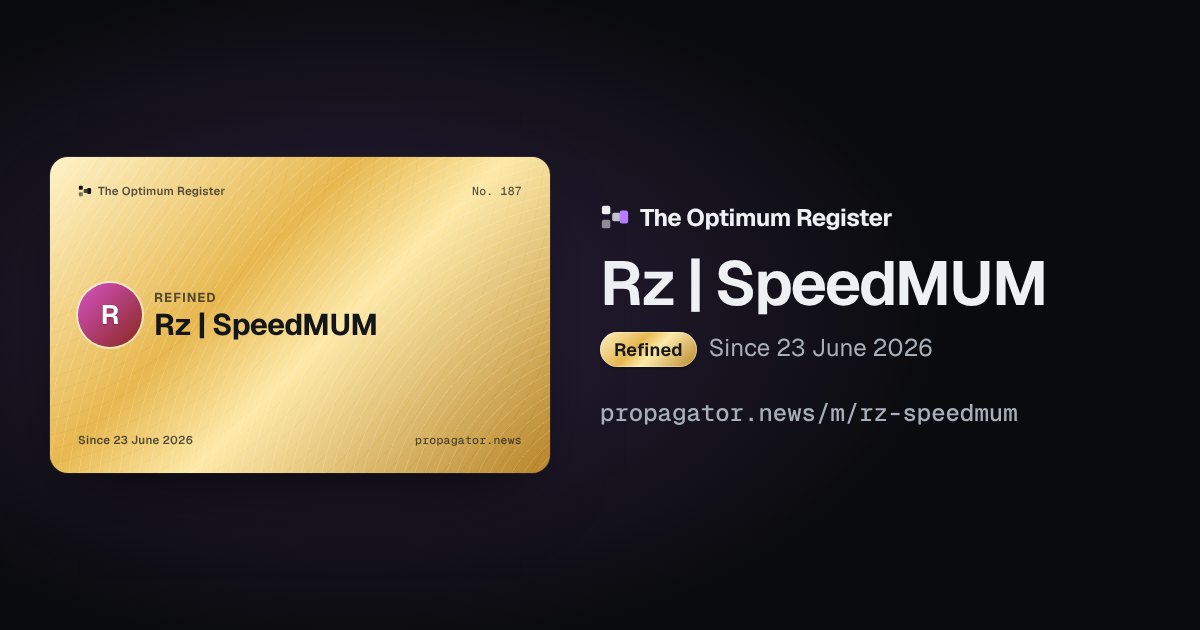 The Optimum Register
No. 187
R
REFINED
Rz | SpeedMUM
Since 23 June 2026
propagator.news
The Optimum Register
Rz | SpeedMUM
Refined
Since 23 June 2026
propagator.news/m/rz-speedmum